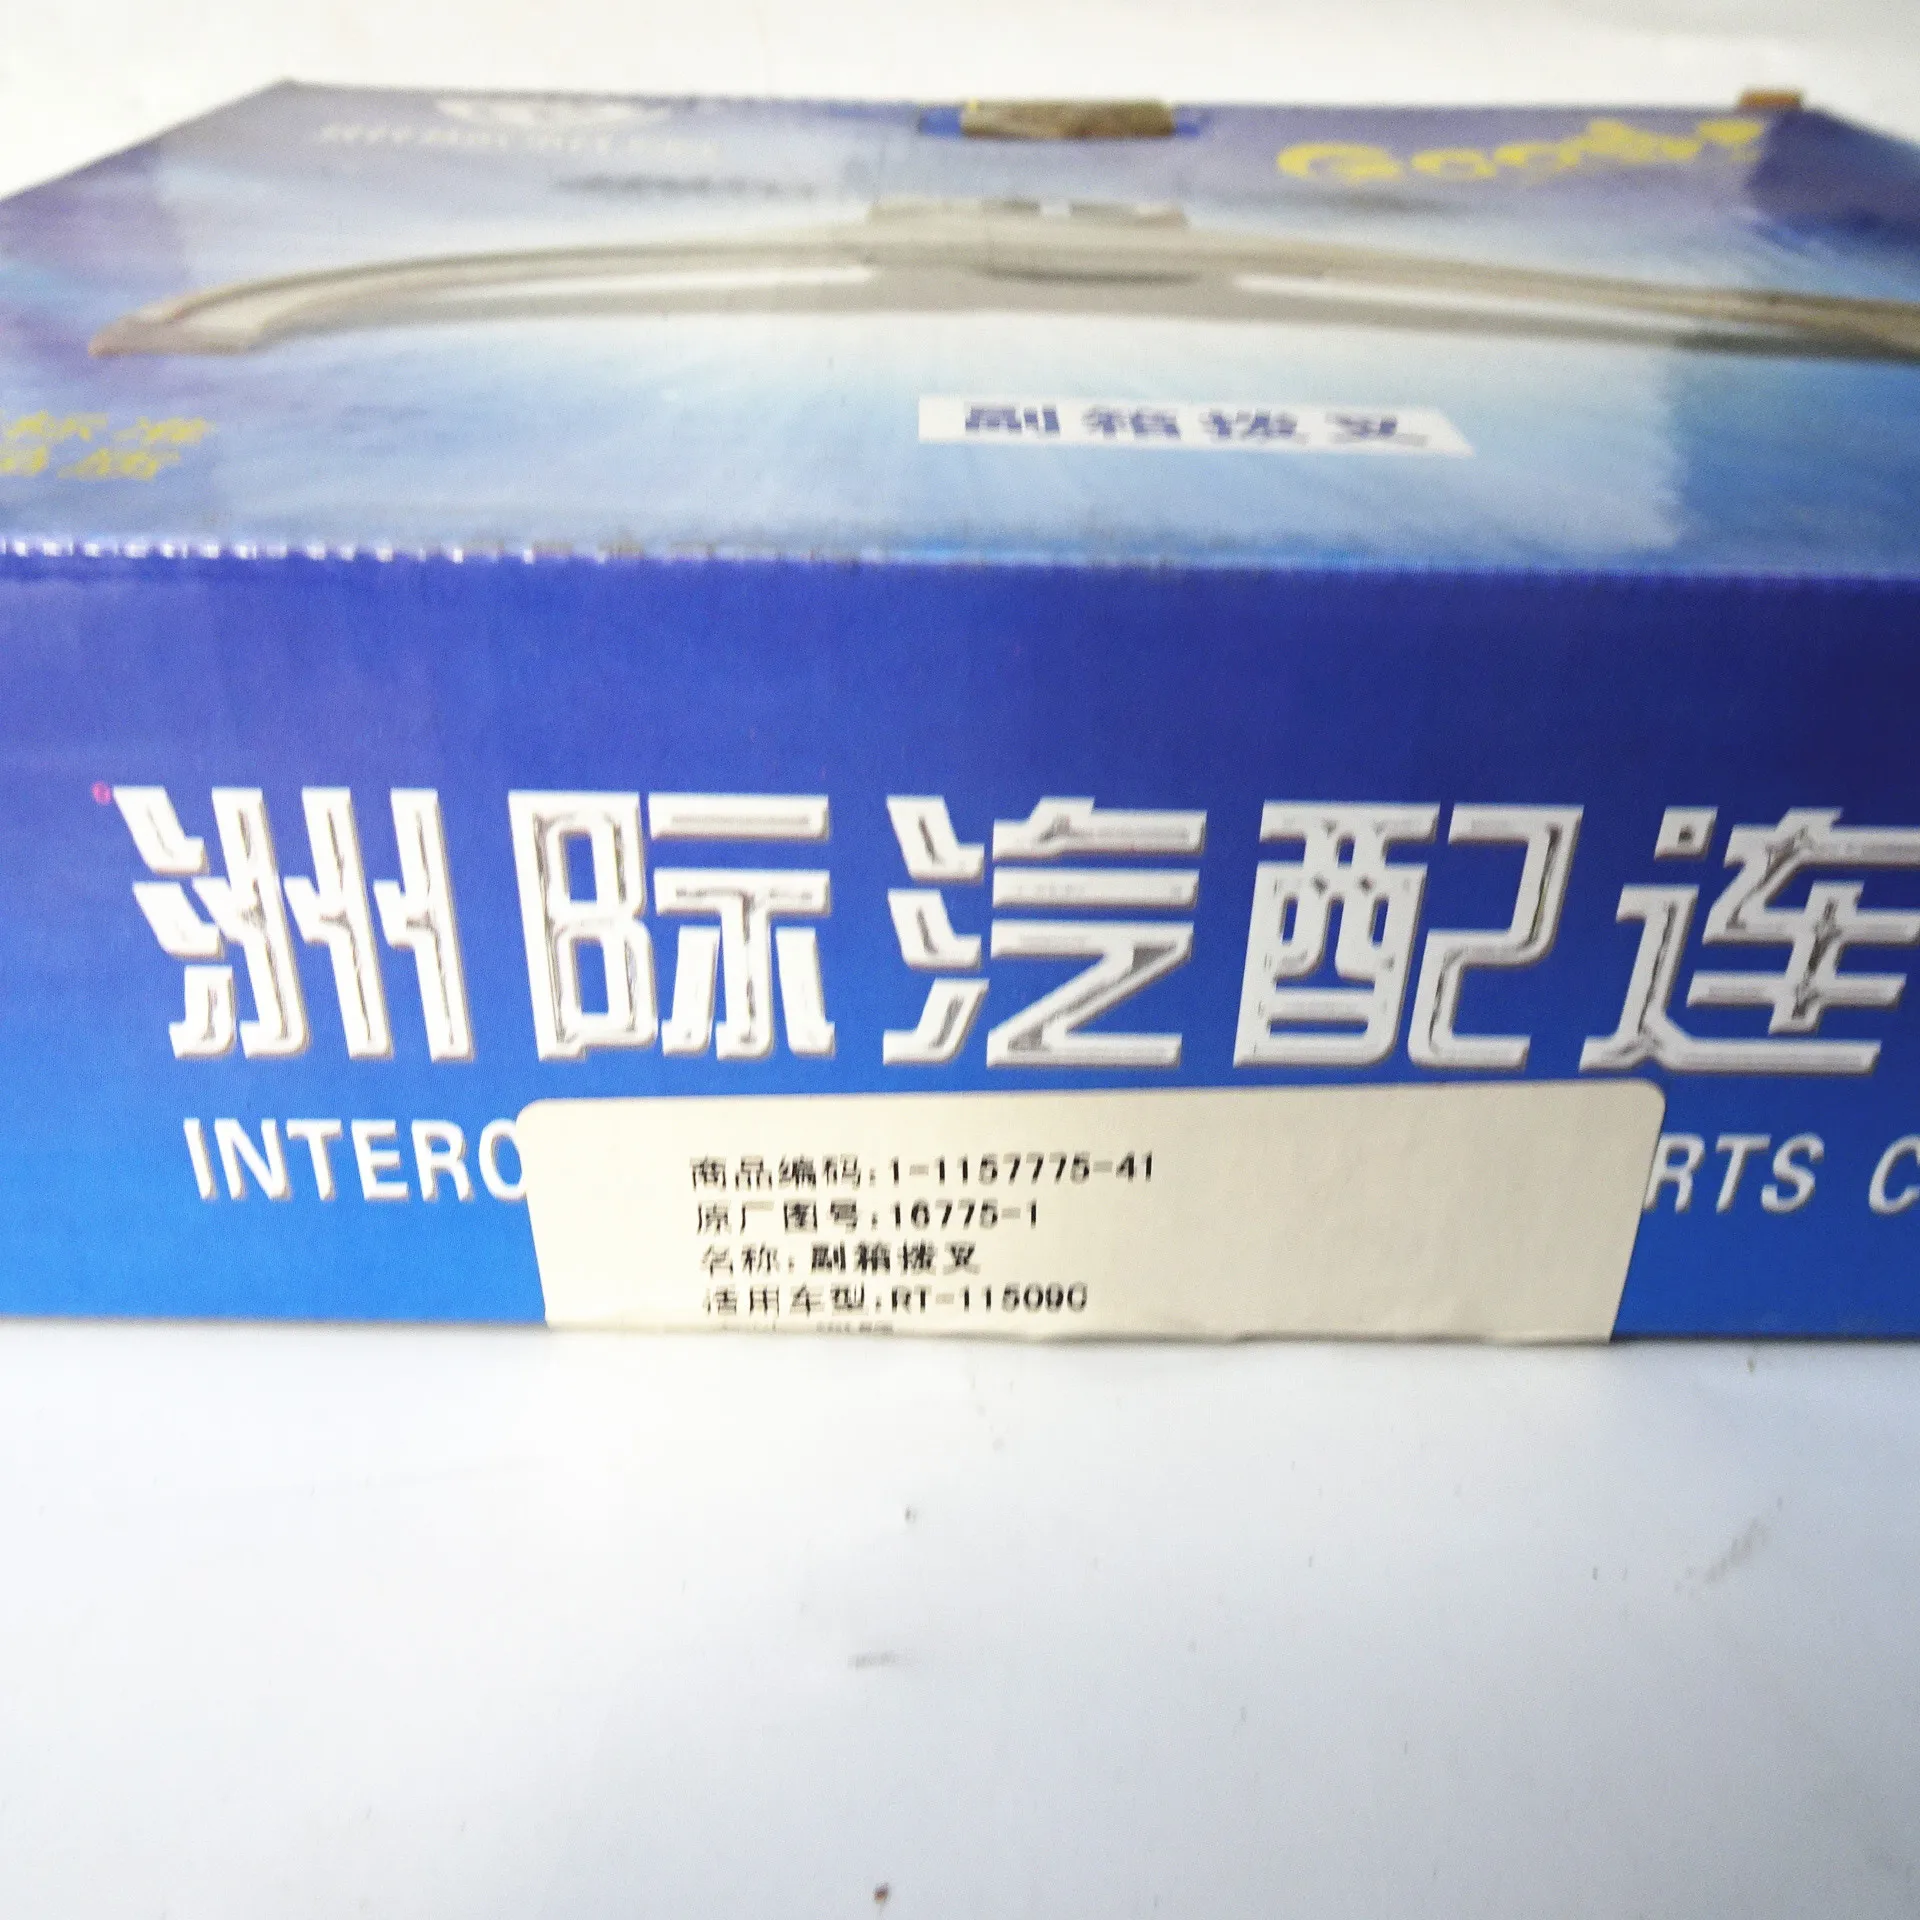 副箱拨叉
洲际汽配连
INTERC
RTS C
商品编码:1-1157775-41
原厂图号:16775-1
名称:副箱拨叉
适用车型:RT-11509C